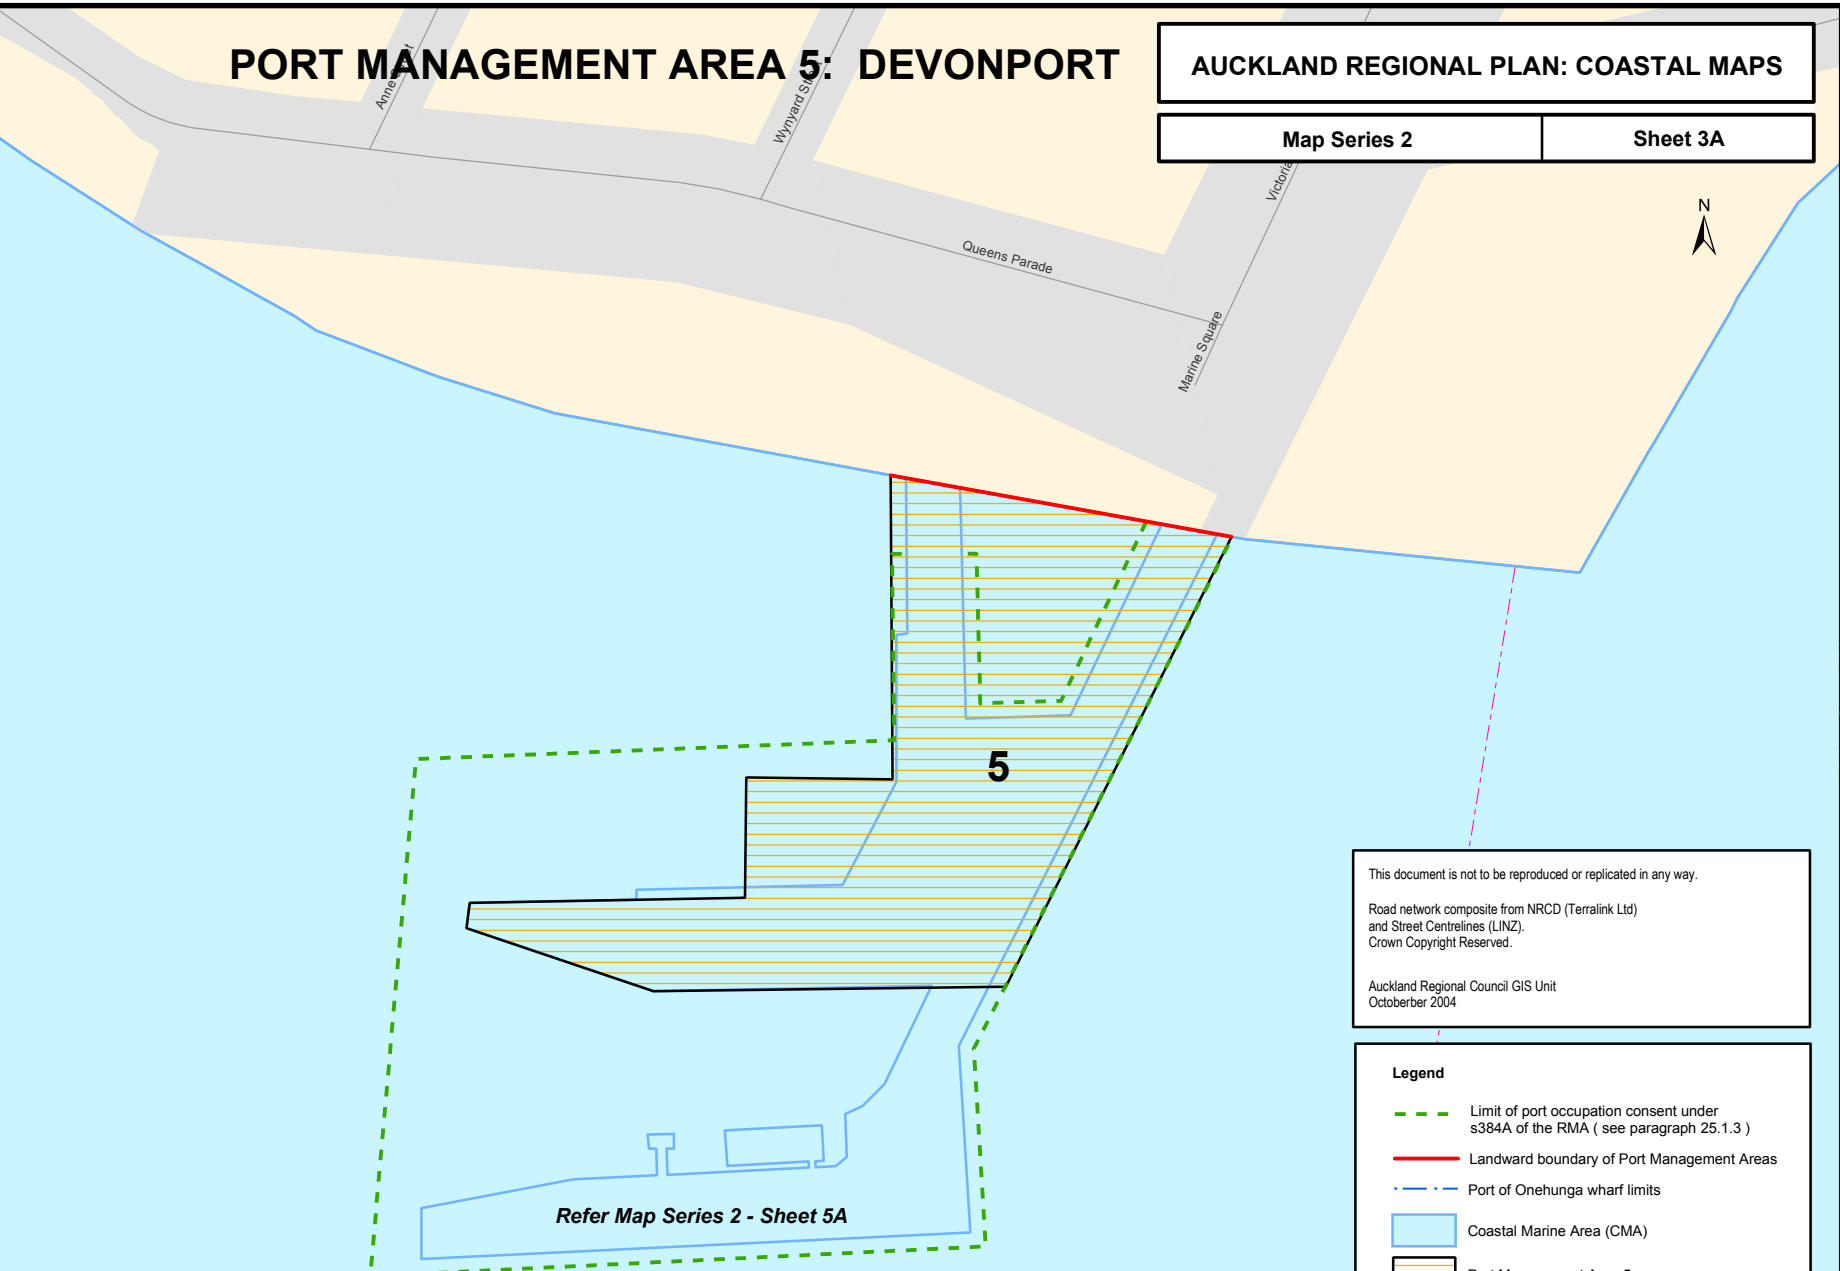 PORT MANAGEMENT AREA 5: DEVONPORT
AUCKLAND REGIONAL PLAN: COASTAL MAPS
Map Series 2
Sheet 3A
N
Queens Parade
Victoria
Marine Square
5
Refer Map Series 2 - Sheet 5A
This document is not to be reproduced or replicated in any way.
Road network composite from NRCD (Terralink Ltd)
and Street Centrelines (LINZ).
Crown Copyright Reserved.
Auckland Regional Council GIS Unit
Octoberber 2004
Legend
Limit of port occupation consent under
s384A of the RMA ( see paragraph 25.1.3 )
Landward boundary of Port Management Areas
Port of Onehunga wharf limits
Coastal Marine Area (CMA)